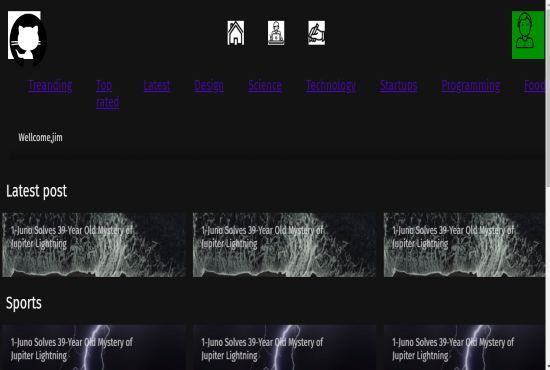 Treanding Top rated Latest Design Science Technology Startups Programming Food
Wellcome,jim
Latest post
1-Juno Solves 39-Year Old Mystery of Jupiter Lightning
1-Juno Solves 39-Year Old Mystery of Jupiter Lightning
1-Juno Solves 39-Year Old Mystery of Jupiter Lightning
Sports
1-Juno Solves 39-Year Old Mystery of Jupiter Lightning
1-Juno Solves 39-Year Old Mystery of Jupiter Lightning
1-Juno Solves 39-Year Old Mystery of Jupiter Lightning